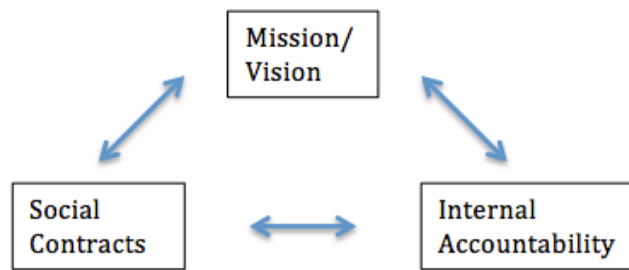 Mission/
Vision
Social
Contracts
Internal
Accountability